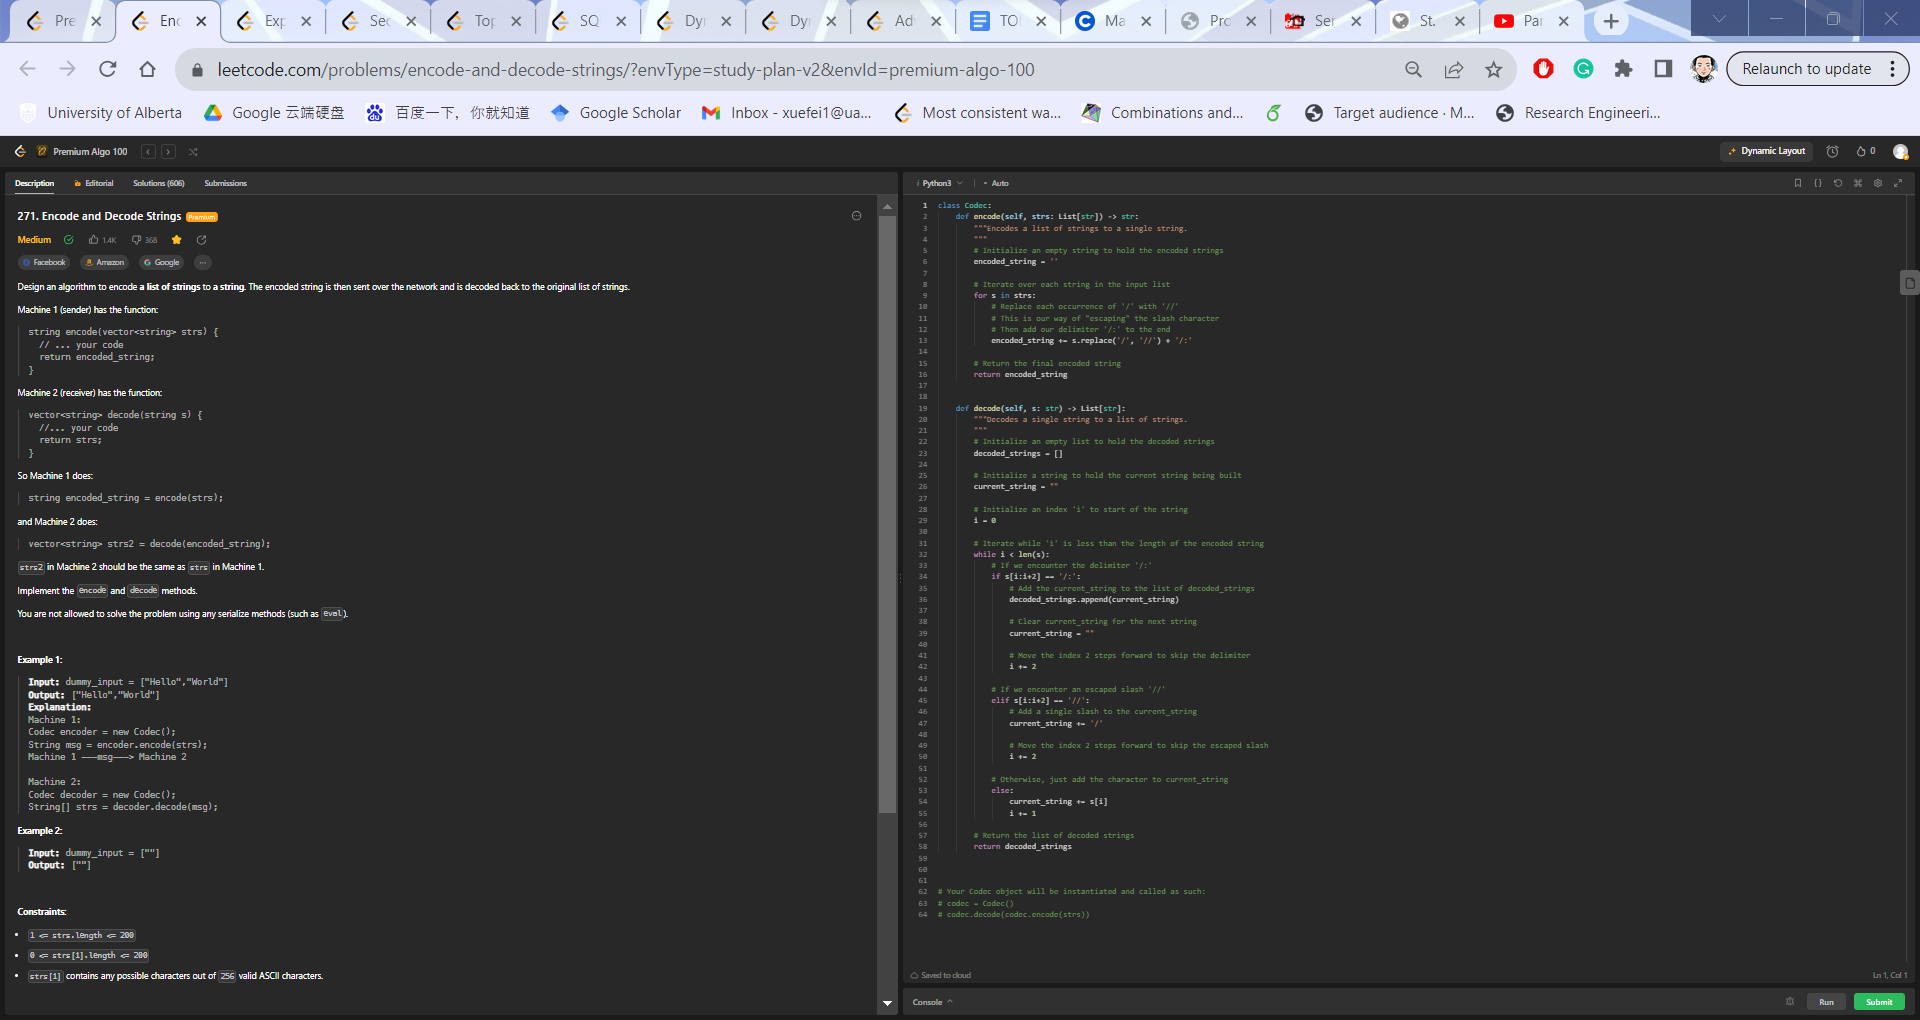 Pre
Enc
Exp
Sec
Top
SQ
Dy
Dy
Ad
TO
Ma
Pro
Ser
St.
Par
leetcode.com/problems/encode-and-decode-strings/?envType=study-plan-v2&envId=premium-algo-100
Relaunch to update
University of Alberta
Google 云端硬盘
百度一下，你就知道
Google Scholar
Inbox - xuefei1@ua...
Most consistent wa...
Combinations and...
Target audience · M...
Research Engineeri...
Premium Algo 100
Dynamic Layout
0
Description
Editorial
Solutions (606)
Submissions
271. Encode and Decode Strings
Premium
Medium
1.4K
368
Facebook
Amazon
Google
Design an algorithm to encode a list of strings to a string. The encoded string is then sent over the network and is decoded back to the original list of strings.
Machine 1 (sender) has the function:
string encode(vector<string> strs) {
// ... your code
return encoded_string;
}
Machine 2 (receiver) has the function:
vector<string> decode(string s) {
//... your code
return strs;
}
So Machine 1 does:
string encoded_string = encode(strs);
and Machine 2 does:
vector<string> strs2 = decode(encoded_string);
strs2 in Machine 2 should be the same as strs in Machine 1.
Implement the encode and decode methods.
You are not allowed to solve the problem using any serialize methods (such as eval).
Example 1:
Input: dummy_input = ["Hello","World"]
Output: ["Hello","World"]
Explanation:
Machine 1:
Codec encoder = new Codec();
String msg = encoder.encode(strs);
Machine 1 ---msg---> Machine 2
Machine 2:
Codec decoder = new Codec();
String[] strs = decoder.decode(msg);
Example 2:
Input: dummy_input = [""]
Output: [""]
Constraints:
1 <= strs.length <= 200
0 <= strs[i].length <= 200
strs[i] contains any possible characters out of 256 valid ASCII characters.
Python3
Auto
1 class Codec:
2 def encode(self, strs: List[str]) -> str:
3 """Encodes a list of strings to a single string.
4 """
5 # Initialize an empty string to hold the encoded strings
6 encoded_string = ''
7
8 # Iterate over each string in the input list
9 for s in strs:
10 # Replace each occurrence of '/' with '//'
11 # This is our way of "escaping" the slash character
12 # Then add our delimiter '/:' to the end
13 encoded_string += s.replace('/', '//') + '/:'
14
15 # Return the final encoded string
16 return encoded_string
17
18
19 def decode(self, s: str) -> List[str]:
20 """Decodes a single string to a list of strings.
21 """
22 # Initialize an empty list to hold the decoded strings
23 decoded_strings = []
24
25 # Initialize a string to hold the current string being built
26 current_string = ""
27
28 # Initialize an index 'i' to start of the string
29 i = 0
30
31 # Iterate while 'i' is less than the length of the encoded string
32 while i < len(s):
33 # If we encounter the delimiter '/:'
34 if s[i:i+2] == '/:':
35 # Add the current_string to the list of decoded_strings
36 decoded_strings.append(current_string)
37
38 # Clear current_string for the next string
39 current_string = ""
40
41 # Move the index 2 steps forward to skip the delimiter
42 i += 2
43
44 # If we encounter an escaped slash '//'
45 elif s[i:i+2] == '//':
46 # Add a single slash to the current_string
47 current_string += '/'
48
49 # Move the index 2 steps forward to skip the escaped slash
50 i += 2
51
52 # Otherwise, just add the character to current_string
53 else:
54 current_string += s[i]
55 i += 1
56
57 # Return the list of decoded strings
58 return decoded_strings
59
60
61
62 # Your Codec object will be instantiated and called as such:
63 # codec = Codec()
64 # codec.decode(codec.encode(strs))
Saved to cloud
Ln 1, Col 1
Console
Run
Submit